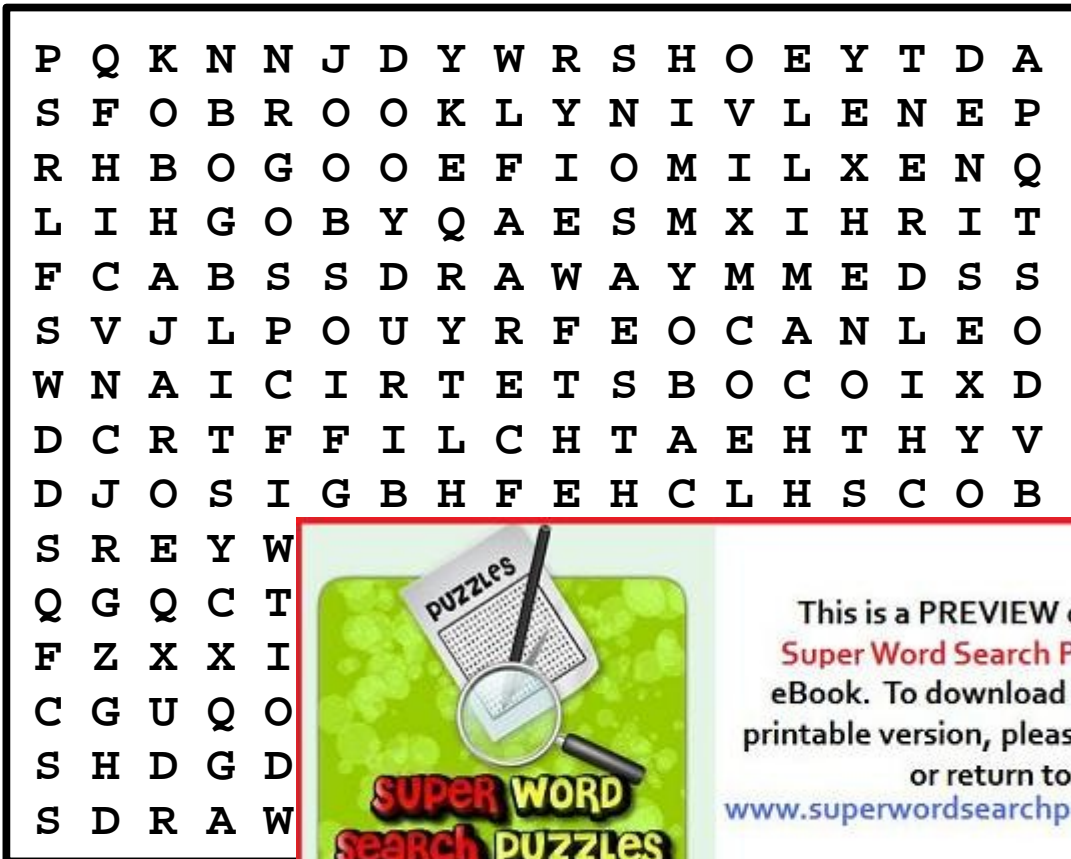 P Q K N N J D Y W R S H O E Y T D A
S F O B R O O K L Y N I V L E N E P
R H B O G O O E F I O M I L X E N Q
L I H G O B Y Q A E S M X I H R I T
F C A B S S D R A W A Y M M E D S S
S V J L P O U Y R F E O C A N L E O
W N A I C I R T E T S B O C O I X D
D C R T F F I L C H T A E H T H Y V
D J O S I G B H F E H C L H S C O B
S R E Y W
Q G Q C T
F Z X X I
C G U Q O
S H D G D
S D R A W
PUZZLES
SUPER WORD
SEARCH PUZZLES
This is a PREVIEW
Super Word Search P
eBook. To download
printable version, pleas
or return to
www.superwordsearchp